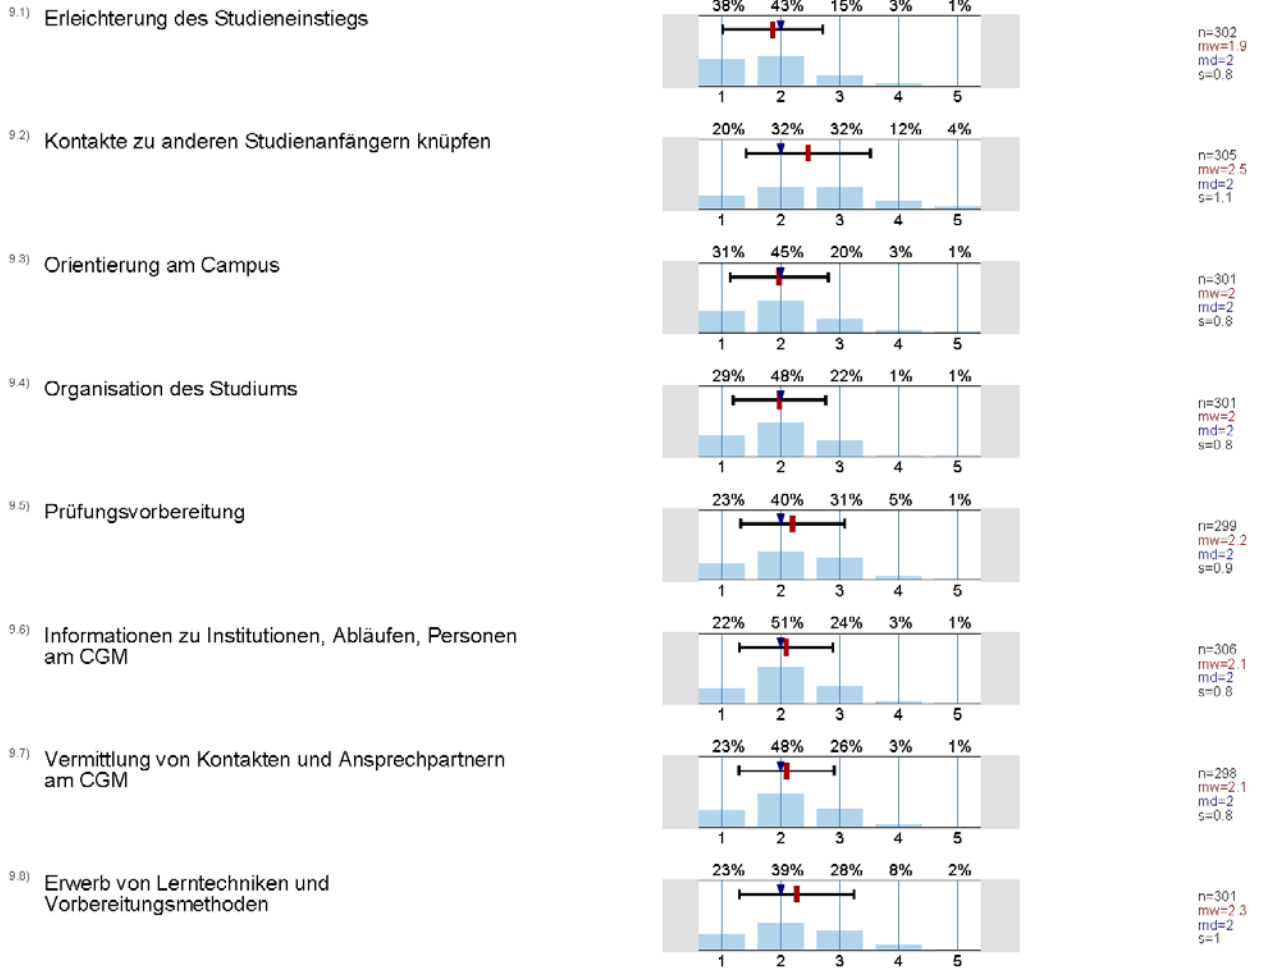 9.1) Erleichterung des Studieneinstiegs
38% 43% 15% 3% 1%
n=302
mw=1.9
md=2
s=0.8
1 2 3 4 5
9.2) Kontakte zu anderen Studienanfängern knüpfen
20% 32% 32% 12% 4%
n=305
mw=2.5
md=2
s=1.1
1 2 3 4 5
9.3) Orientierung am Campus
31% 45% 20% 3% 1%
n=301
mw=2
md=2
s=0.8
1 2 3 4 5
9.4) Organisation des Studiums
29% 48% 22% 1% 1%
n=301
mw=2
md=2
s=0.8
1 2 3 4 5
9.5) Prüfungsvorbereitung
23% 40% 31% 5% 1%
n=299
mw=2.2
md=2
s=0.9
1 2 3 4 5
9.6) Informationen zu Institutionen, Abläufen, Personen
am CGM
22% 51% 24% 3% 1%
n=306
mw=2.1
md=2
s=0.8
1 2 3 4 5
9.7) Vermittlung von Kontakten und Ansprechpartnern
am CGM
23% 48% 26% 3% 1%
n=298
mw=2.1
md=2
s=0.8
1 2 3 4 5
9.8) Erwerb von Lerntechniken und
Vorbereitungsmethoden
23% 39% 28% 8% 2%
n=301
mw=2.3
md=2
s=1
1 2 3 4 5